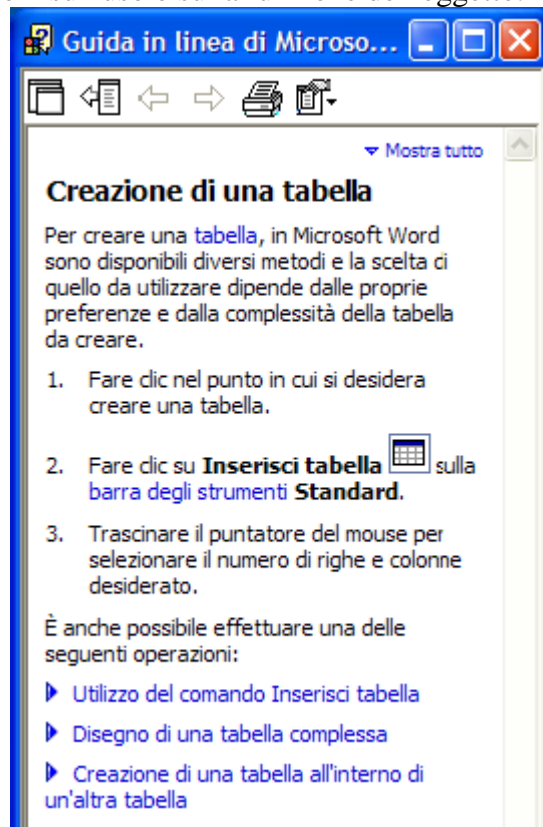 Guida in linea di Microso...
Mostra tutto
Creazione di una tabella
Per creare una tabella, in Microsoft Word
sono disponibili diversi metodi e la scelta di
quello da utilizzare dipende dalle proprie
preferenze e dalla complessità della tabella
da creare.
1. Fare clic nel punto in cui si desidera
creare una tabella.
2. Fare clic su Inserisci tabella sulla
barra degli strumenti Standard.
3. Trascinare il puntatore del mouse per
selezionare il numero di righe e colonne
desiderato.
È anche possibile effettuare una delle
seguenti operazioni:
Utilizzo del comando Inserisci tabella
Disegno di una tabella complessa
Creazione di una tabella all'interno di
un'altra tabella